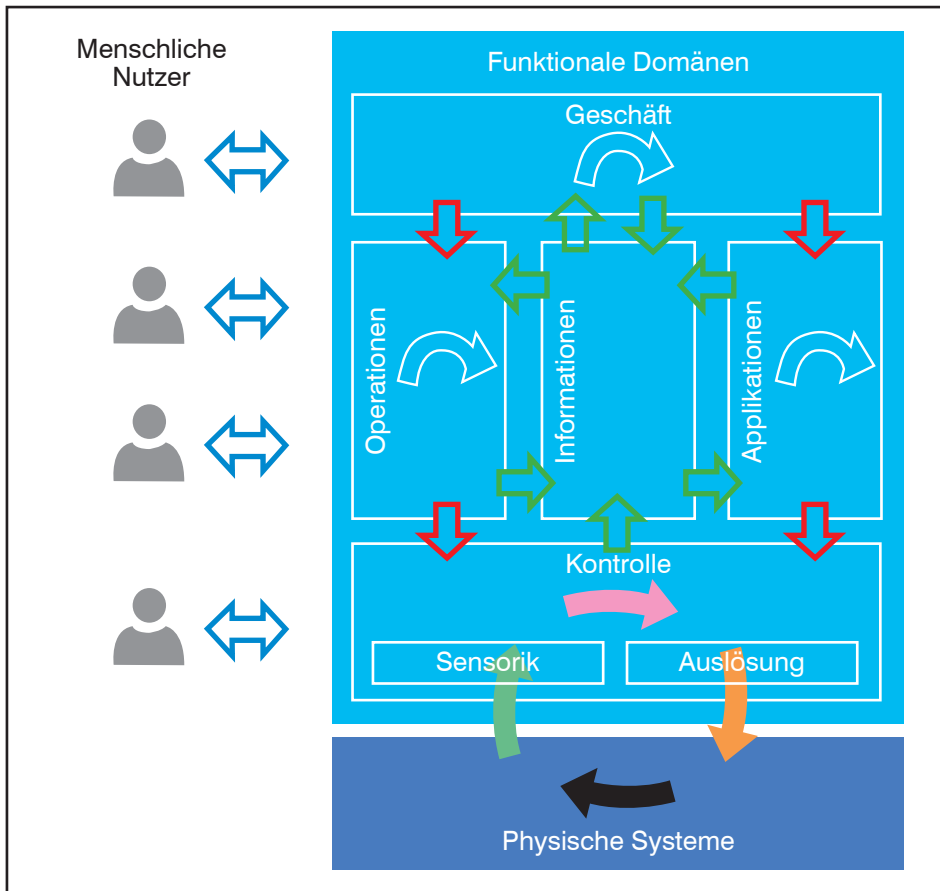 Menschliche
Nutzer
Funktionale Domänen
Geschäft
Operationen
Informationen
Applikationen
Kontrolle
Sensorik
Auslösung
Physische Systeme